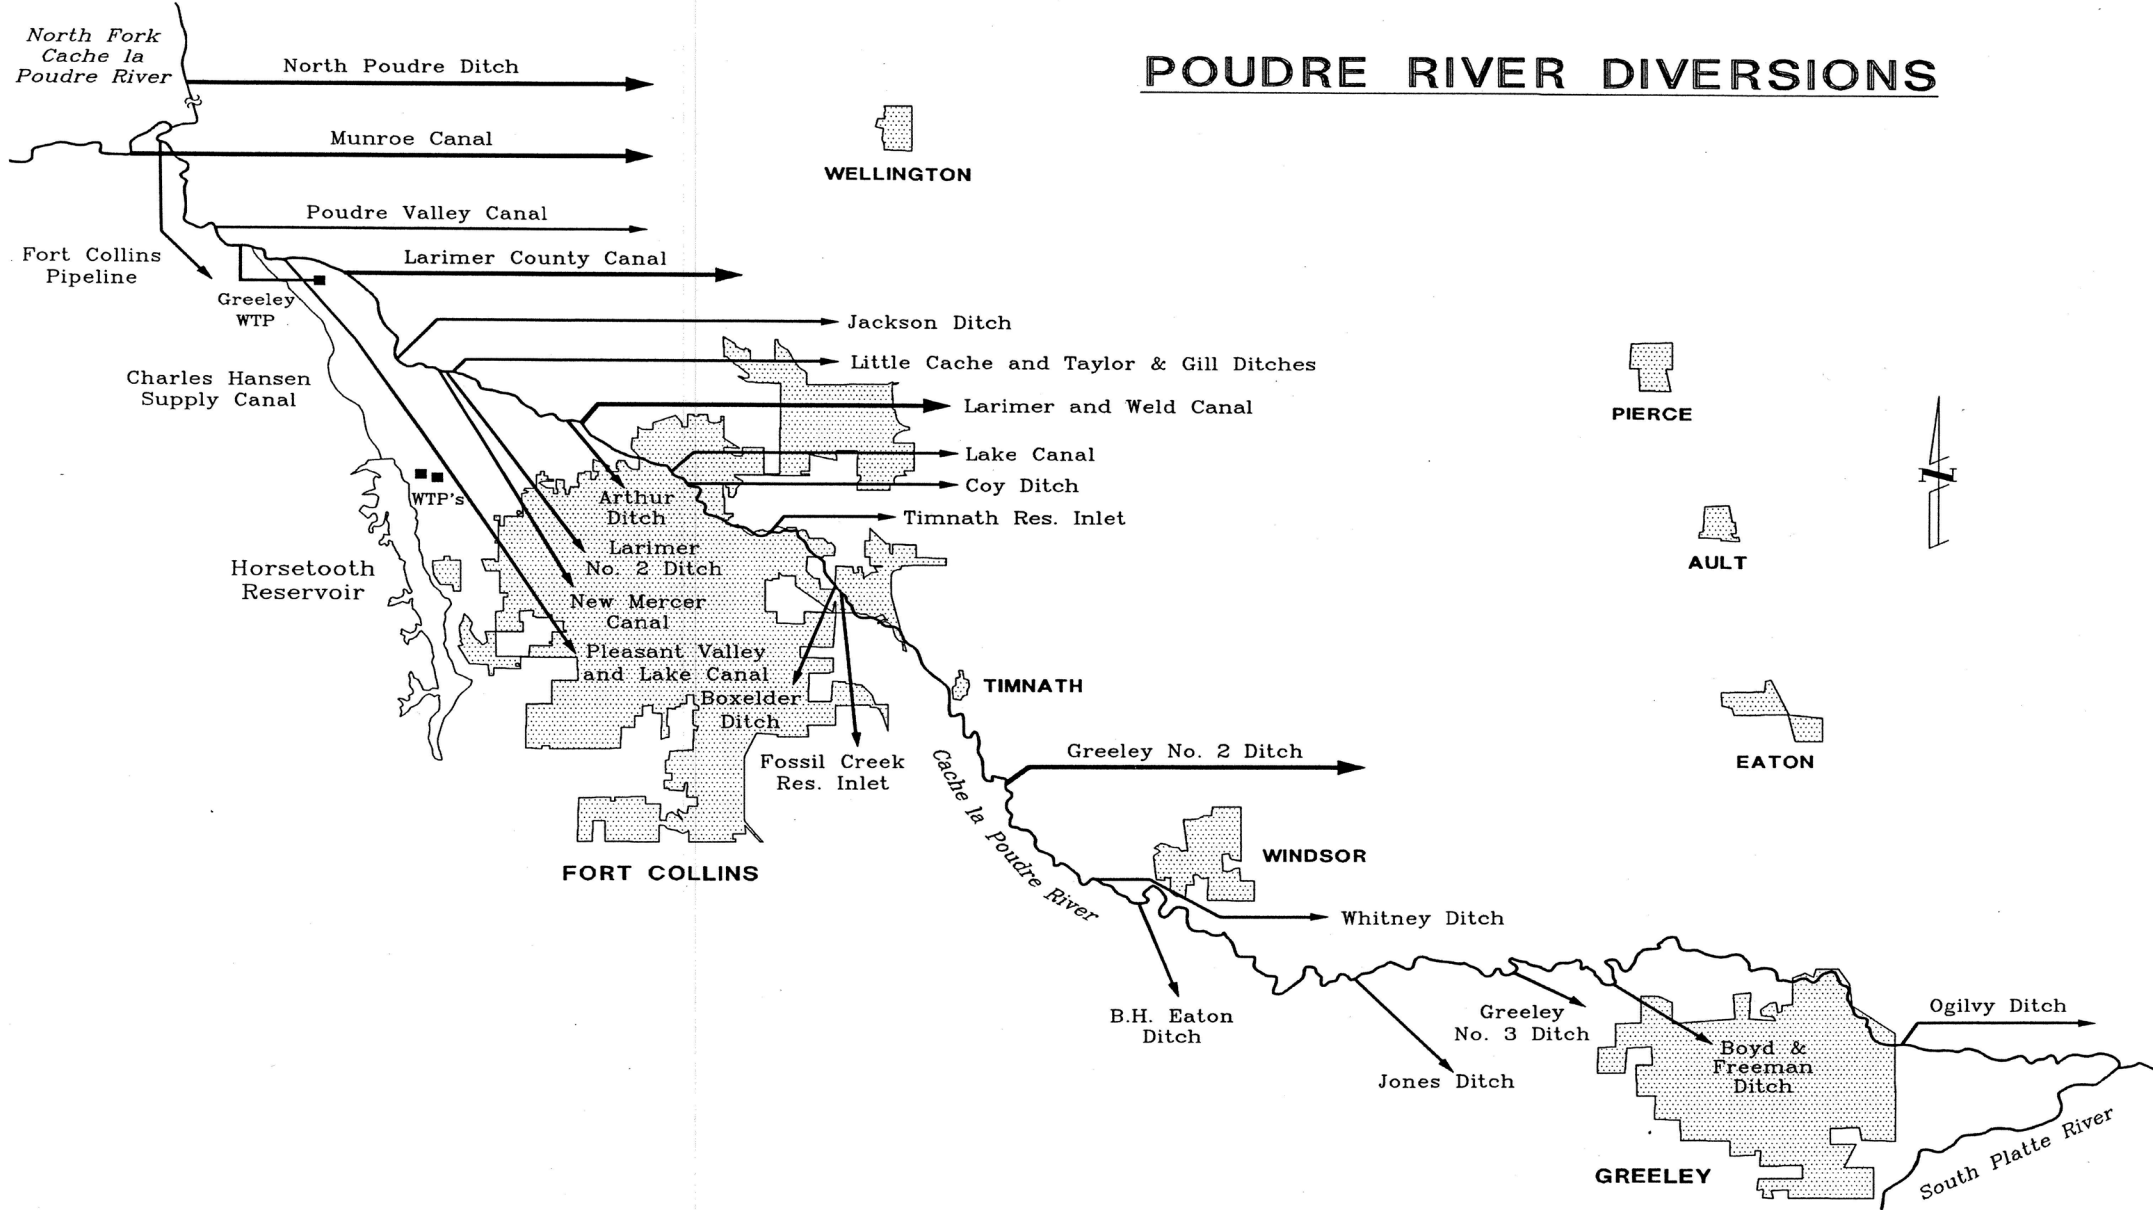 POUDRE RIVER DIVERSIONS
North Fork
Cache la
Poudre River
North Poudre Ditch
Munroe Canal
WELLINGTON
Poudre Valley Canal
Fort Collins
Pipeline
Larimer County Canal
Greeley
WTP
Jackson Ditch
Little Cache and Taylor & Gill Ditches
Charles Hansen
Supply Canal
Larimer and Weld Canal
PIERCE
Lake Canal
Coy Ditch
N
WTP's
Arthur
Ditch
Timnath Res. Inlet
Larimer
No. 2 Ditch
AULT
Horsetooth
Reservoir
New Mercer
Canal
Pleasant Valley
and Lake Canal
Boxelder
Ditch
TIMNATH
Fossil Creek
Res. Inlet
Greeley No. 2 Ditch
EATON
Cache la Poudre River
FORT COLLINS
WINDSOR
Whitney Ditch
B.H. Eaton
Ditch
Greeley
No. 3 Ditch
Ogilvy Ditch
Jones Ditch
Boyd &
Freeman
Ditch
South Platte River
GREELEY